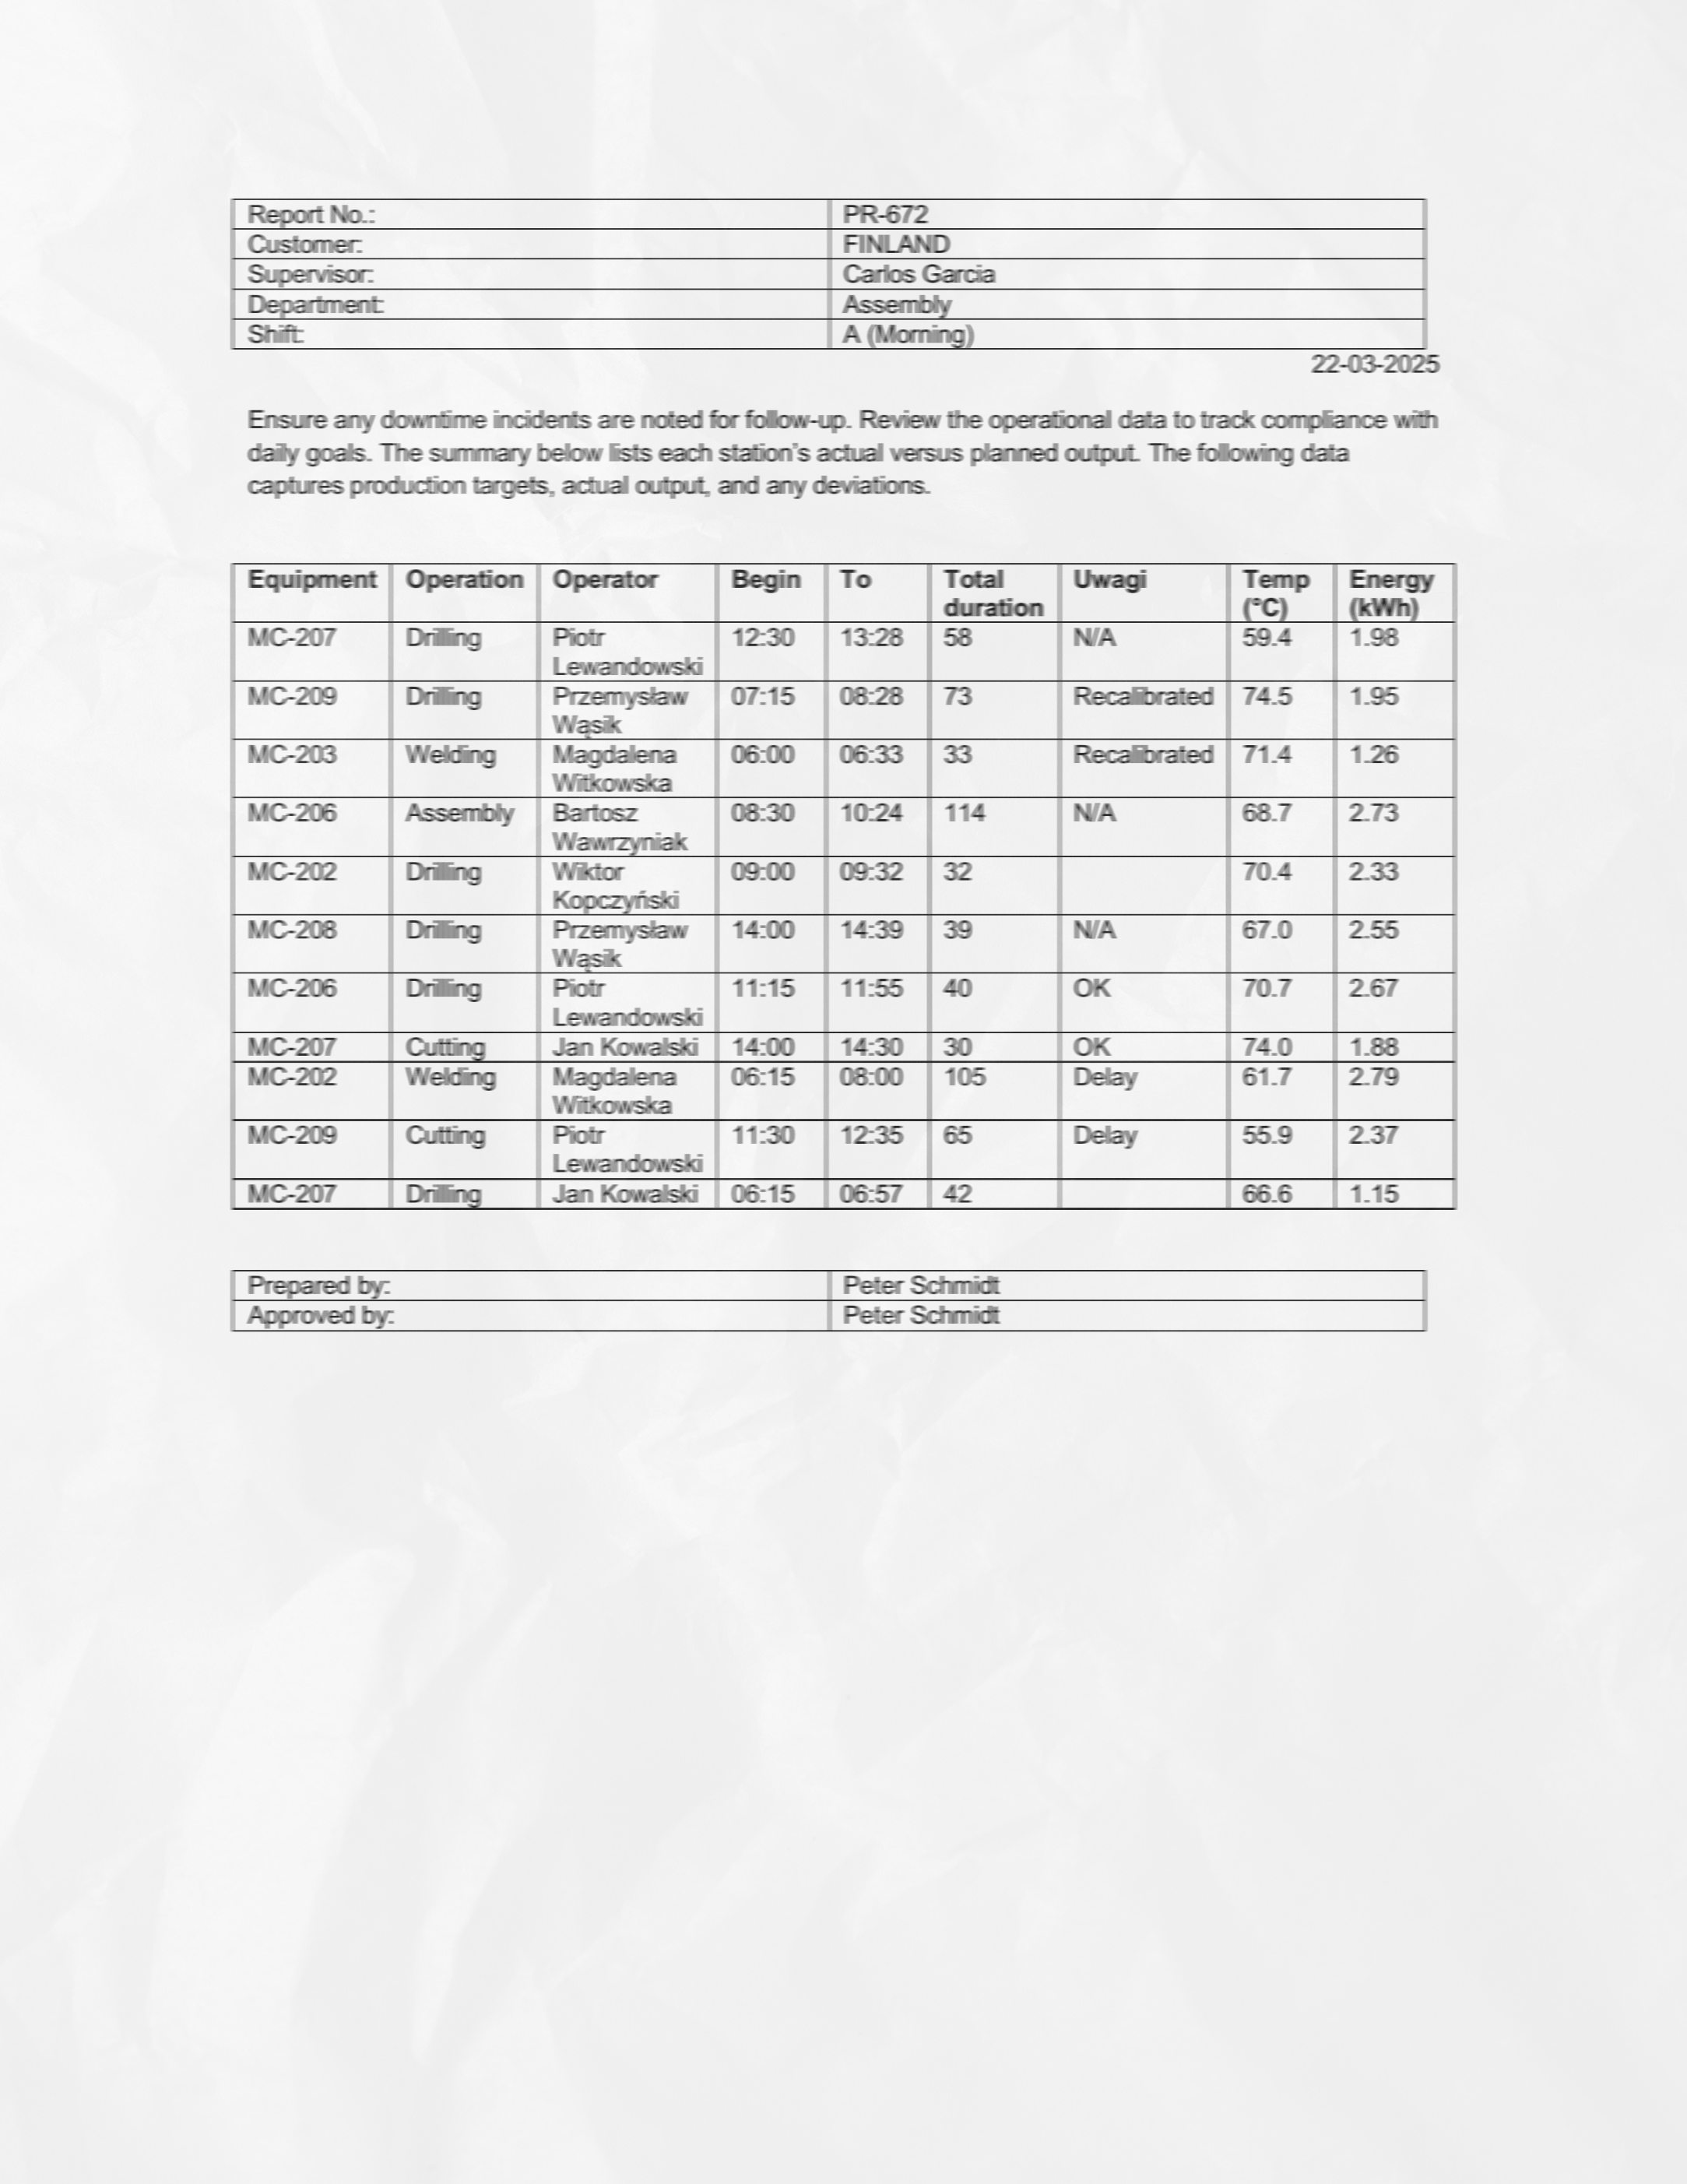 Report No.: PR-672
Customer: FINLAND
Supervisor: Carlos Garcia
Department: Assembly
Shift: A (Morning)
22-03-2025
Ensure any downtime incidents are noted for follow-up. Review the operational data to track compliance with
daily goals. The summary below lists each station's actual versus planned output. The following data
captures production targets, actual output, and any deviations.
Equipment Operation Operator Begin To Total duration Uwagi Temp (°C) Energy (kWh)
MC-207 Drilling Piotr Lewandowski 12:30 13:28 58 N/A 59.4 1.98
MC-209 Drilling Przemysław Wąsik 07:15 08:28 73 Recalibrated 74.5 1.95
MC-203 Welding Magdalena Witkowska 06:00 06:33 33 Recalibrated 71.4 1.26
MC-206 Assembly Bartosz Wawrzyniak 08:30 10:24 114 N/A 68.7 2.73
MC-202 Drilling Wiktor Kopczyński 09:00 09:32 32 70.4 2.33
MC-208 Drilling Przemysław Wąsik 14:00 14:39 39 N/A 67.0 2.55
MC-206 Drilling Piotr Lewandowski 11:15 11:55 40 OK 70.7 2.67
MC-207 Cutting Jan Kowalski 14:00 14:30 30 OK 74.0 1.88
MC-202 Welding Magdalena Witkowska 06:15 08:00 105 Delay 61.7 2.79
MC-209 Cutting Piotr Lewandowski 11:30 12:35 65 Delay 55.9 2.37
MC-207 Drilling Jan Kowalski 06:15 06:57 42 66.6 1.15
Prepared by: Peter Schmidt
Approved by: Peter Schmidt